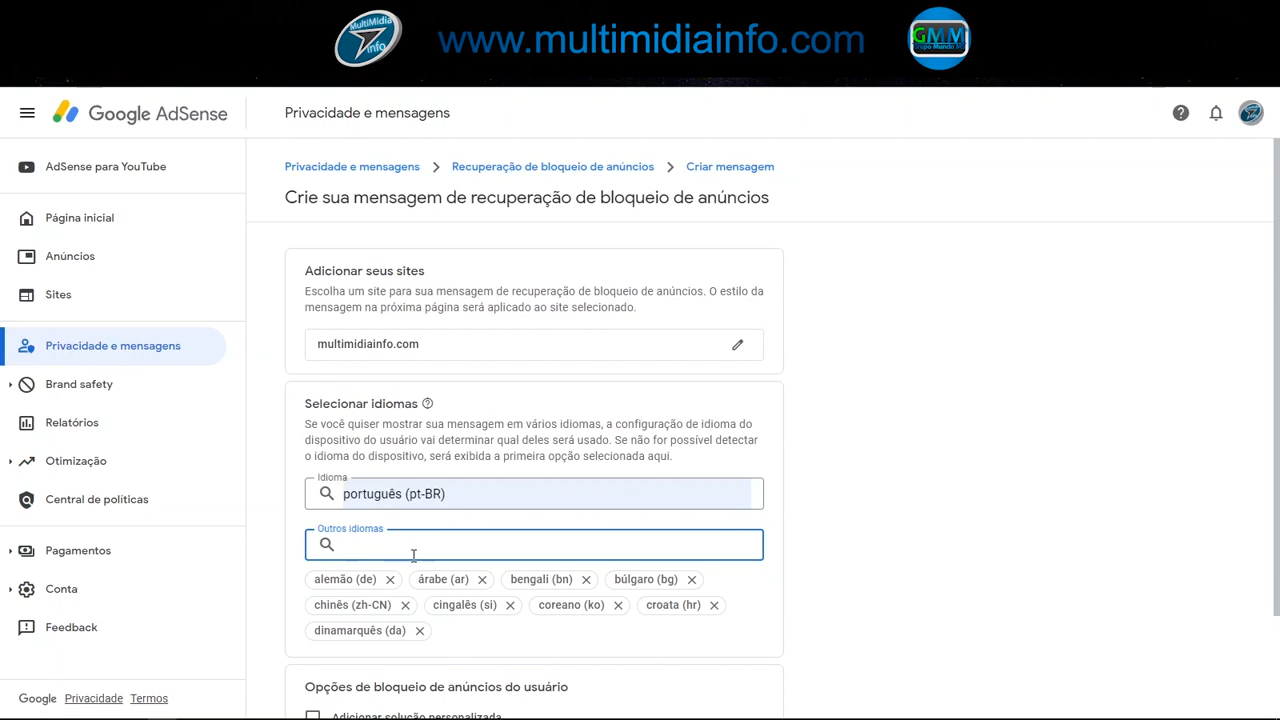 MultiMidia
info
www.multimidiainfo.com
GMM
Grupo Mundo MS
Google AdSense
Privacidade e mensagens
AdSense para YouTube
Página inicial
Anúncios
Sites
Privacidade e mensagens
Brand safety
Relatórios
Otimização
Central de políticas
Pagamentos
Conta
Feedback
Google Privacidade Termos
Privacidade e mensagens > Recuperação de bloqueio de anúncios > Criar mensagem
Crie sua mensagem de recuperação de bloqueio de anúncios
Adicionar seus sites
Escolha um site para sua mensagem de recuperação de bloqueio de anúncios. O estilo da
mensagem na próxima página será aplicado ao site selecionado.
multimidiainfo.com
Selecionar idiomas
Se você quiser mostrar sua mensagem em vários idiomas, a configuração de idioma do
dispositivo do usuário vai determinar qual deles será usado. Se não for possível detectar
o idioma do dispositivo, será exibida a primeira opção selecionada aqui.
Idioma
português (pt-BR)
Outros idiomas
alemão (de) árabe (ar) bengali (bn) búlgaro (bg)
chinês (zh-CN) cingalês (si) coreano (ko) croata (hr)
dinamarquês (da)
Opções de bloqueio de anúncios do usuário
Adicionar solução personalizada